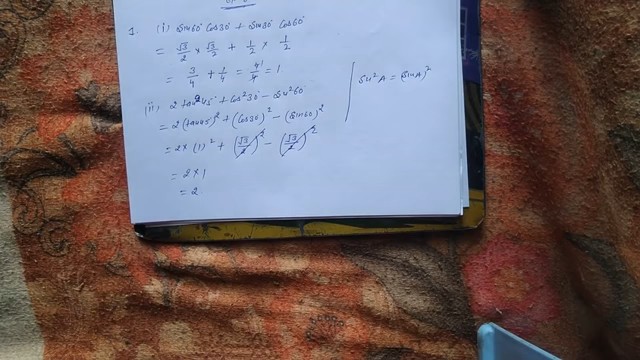 1. (i) Sin60° Cos30° + Sin30° Cos60°
= √3/2 × √3/2 + 1/2 × 1/2
= 3/4 + 1/4 = 4/4 = 1.
(ii) 2 tan²45° + Cos²30° - Sin²60°
= 2(tan45)² + (Cos30°)² - (Sin60)²
= 2 × (1)² + (√3/2)² - (√3/2)²
= 2 × 1
= 2
Sin²A = (SinA)²